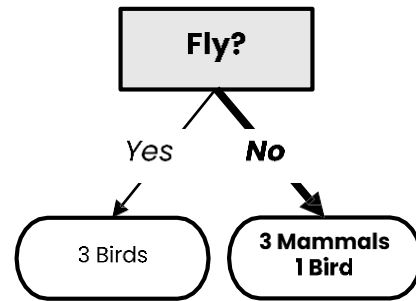 Fly?
Yes
No
3 Birds
3 Mammals
1 Bird